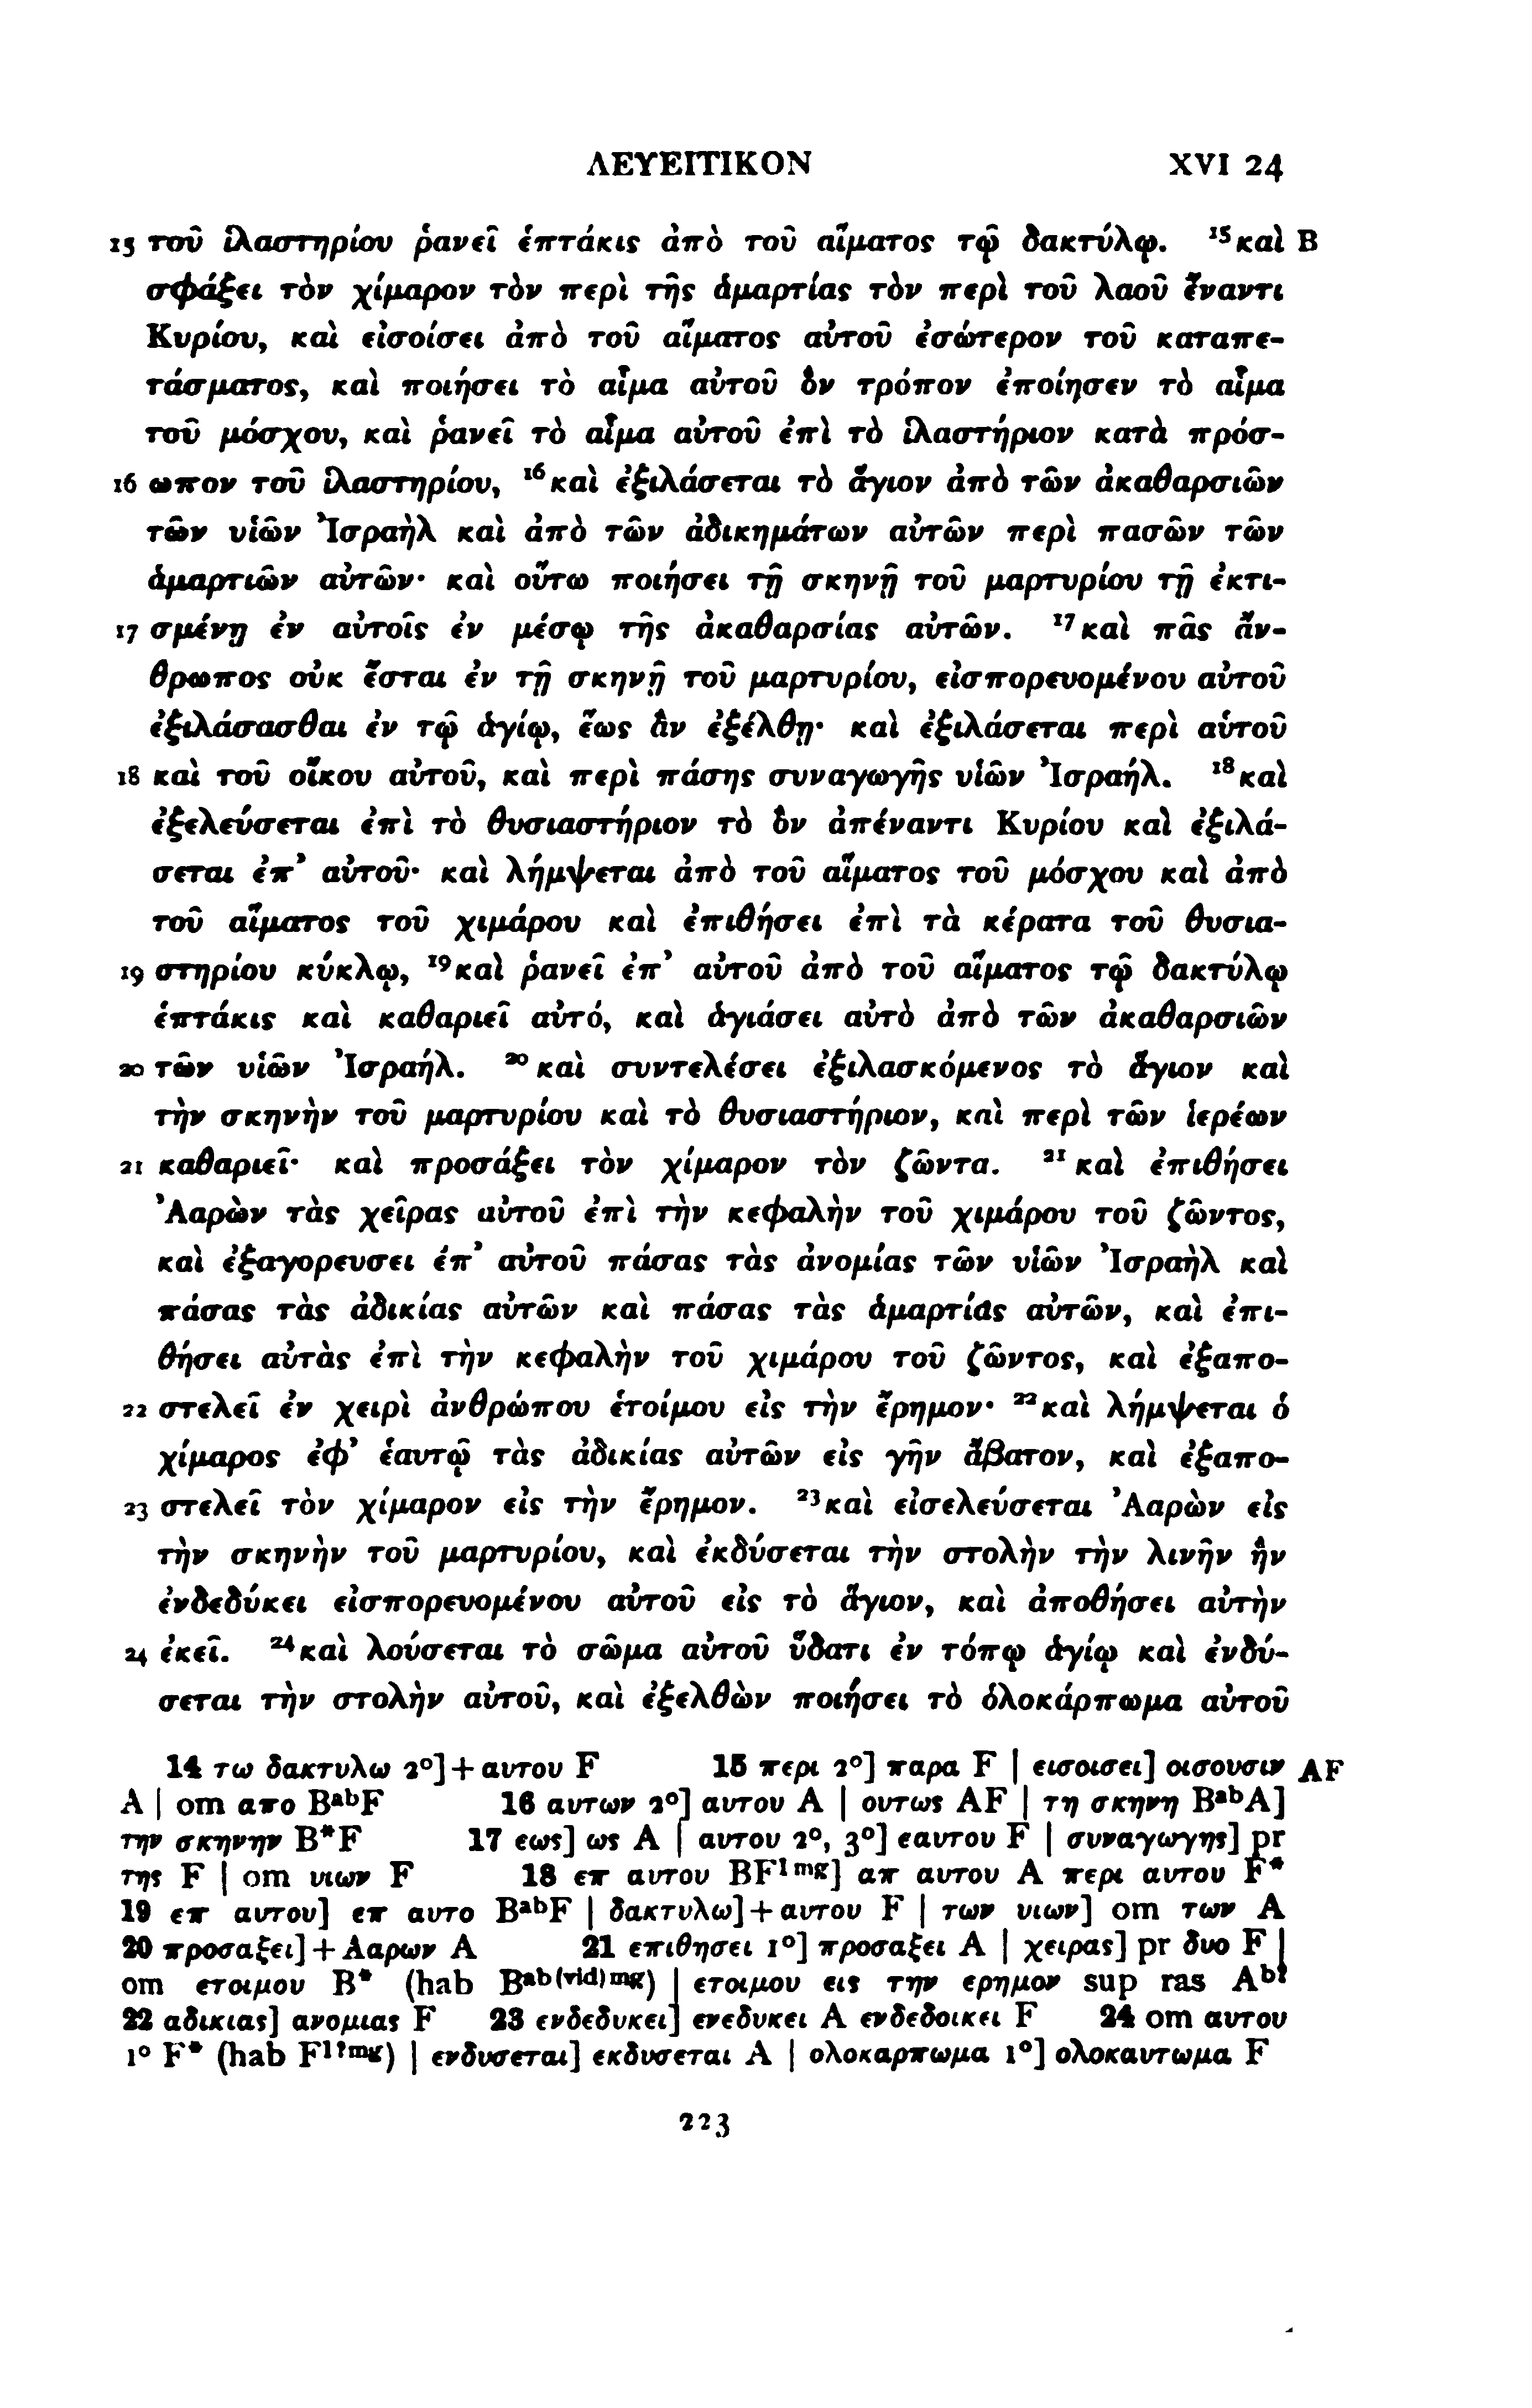 ΛΕΥΕΙΤΙΚΟΝ XVI 24
15 τοῦ ἱλαστηρίου ῥανεῖ ἑπτάκις ἀπὸ τοῦ αἵματος τῷ δακτύλῳ. ¹⁵καὶ B
σφάξει τὸν χίμαρον τὸν περὶ τῆς ἁμαρτίας τὸν περὶ τοῦ λαοῦ ἔναντι
Κυρίου, καὶ εἰσοίσει ἀπὸ τοῦ αἵματος αὐτοῦ ἐσώτερον τοῦ καταπε-
τάσματος, καὶ ποιήσει τὸ αἷμα αὐτοῦ ὃν τρόπον ἐποίησεν τὸ αἷμα
τοῦ μόσχου, καὶ ῥανεῖ τὸ αἷμα αὐτοῦ ἐπὶ τὸ ἱλαστήριον κατὰ πρόσ-
16 ωπον τοῦ ἱλαστηρίου, ¹⁶καὶ ἐξιλάσεται τὸ ἅγιον ἀπὸ τῶν ἀκαθαρσιῶν
τῶν υἱῶν Ἰσραὴλ καὶ ἀπὸ τῶν ἀδικημάτων αὐτῶν περὶ πασῶν τῶν
ἁμαρτιῶν αὐτῶν· καὶ οὕτω ποιήσει τῇ σκηνῇ τοῦ μαρτυρίου τῇ ἐκτι-
17 σμένῃ ἐν αὐτοῖς ἐν μέσῳ τῆς ἀκαθαρσίας αὐτῶν. ¹⁷καὶ πᾶς ἄν-
θρωπος οὐκ ἔσται ἐν τῇ σκηνῇ τοῦ μαρτυρίου, εἰσπορευομένου αὐτοῦ
ἐξιλάσασθαι ἐν τῷ ἁγίῳ, ἕως ἂν ἐξέλθῃ· καὶ ἐξιλάσεται περὶ αὑτοῦ
18 καὶ τοῦ οἴκου αὐτοῦ, καὶ περὶ πάσης συναγωγῆς υἱῶν Ἰσραήλ. ¹⁸καὶ
ἐξελεύσεται ἐπὶ τὸ θυσιαστήριον τὸ ὂν ἀπέναντι Κυρίου καὶ ἐξιλά-
σεται ἐπ’ αὐτοῦ· καὶ λήμψεται ἀπὸ τοῦ αἵματος τοῦ μόσχου καὶ ἀπὸ
τοῦ αἵματος τοῦ χιμάρου καὶ ἐπιθήσει ἐπὶ τὰ κέρατα τοῦ θυσια-
19 στηρίου κύκλῳ, ¹⁹καὶ ῥανεῖ ἐπ’ αὐτοῦ ἀπὸ τοῦ αἵματος τῷ δακτύλῳ
ἑπτάκις καὶ καθαριεῖ αὐτό, καὶ ἁγιάσει αὐτὸ ἀπὸ τῶν ἀκαθαρσιῶν
20 τῶν υἱῶν Ἰσραήλ. ²⁰καὶ συντελέσει ἐξιλασκόμενος τὸ ἅγιον καὶ
τὴν σκηνὴν τοῦ μαρτυρίου καὶ τὸ θυσιαστήριον, καὶ περὶ τῶν ἱερέων
21 καθαριεῖ· καὶ προσάξει τὸν χίμαρον τὸν ζῶντα. ²¹καὶ ἐπιθήσει
Ἀαρὼν τὰς χεῖρας αὐτοῦ ἐπὶ τὴν κεφαλὴν τοῦ χιμάρου τοῦ ζῶντος,
καὶ ἐξαγορευσει ἐπ’ αὐτοῦ πάσας τὰς ἀνομίας τῶν υἱῶν Ἰσραὴλ καὶ
πάσας τὰς ἀδικίας αὐτῶν καὶ πάσας τὰς ἁμαρτίας αὐτῶν, καὶ ἐπι-
θήσει αὐτὰς ἐπὶ τὴν κεφαλὴν τοῦ χιμάρου τοῦ ζῶντος, καὶ ἐξαπο-
22 στελεῖ ἐν χειρὶ ἀνθρώπου ἑτοίμου εἰς τὴν ἔρημον· ²²καὶ λήμψεται ὁ
χίμαρος ἐφ’ ἑαυτῷ τὰς ἀδικίας αὐτῶν εἰς γῆν ἄβατον, καὶ ἐξαπο-
23 στελεῖ τὸν χίμαρον εἰς τὴν ἔρημον. ²³καὶ εἰσελεύσεται Ἀαρὼν εἰς
τὴν σκηνὴν τοῦ μαρτυρίου, καὶ ἐκδύσεται τὴν στολὴν τὴν λινῆν ἣν
ἐνδεδύκει εἰσπορευομένου αὐτοῦ εἰς τὸ ἅγιον, καὶ ἀποθήσει αὐτὴν
24 ἐκεῖ. ²⁴καὶ λούσεται τὸ σῶμα αὐτοῦ ὕδατι ἐν τόπῳ ἁγίῳ καὶ ἐνδύ-
σεται τὴν στολὴν αὐτοῦ, καὶ ἐξελθὼν ποιήσει τὸ ὁλοκάρπωμα αὐτοῦ
14 τω δακτυλω 2°]+αυτου F 15 περι 2°] παρα F | εισοισει] οισουσιν AF
A | om απο BᵃᵇF 16 αυτων 2°] αυτου A | ουτως AF | τη σκηνη BᵃᵇA]
την σκηνην B*F 17 εως] ως A | αυτου 2°, 3°] εαυτου F | συναγωγης] pr
της F | om υιων F 18 επ αυτου BF¹ᵐᵍ] απ αυτου A περι αυτου F*
19 επ αυτου] επ αυτο BᵃᵇF | δακτυλω]+αυτου F | των υιων] om των A
20 προσαξει]+Ααρων A 21 επιθησει 1°] προσαξει A | χειρας] pr δυο F |
om ετοιμου B* (hab Bᵃᵇ⁽ᵛⁱᵈ⁾ᵐᵍ) | ετοιμου εις την ερημον sup ras Aᵇ?
22 αδικιας] ανομιας F 23 ενδεδυκει] ενεδυκει A ενδεδοικει F 24 om αυτου
1° F* (hab F¹?ᵐᵍ) | ενδυσεται] εκδυσεται A | ολοκαρπωμα 1°] ολοκαυτωμα F
223